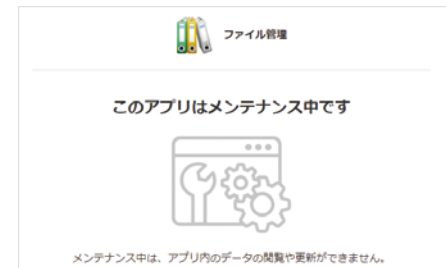 ファイル管理
このアプリはメンテナンス中です
メンテナンス中は、アプリ内のデータの閲覧や更新ができません。